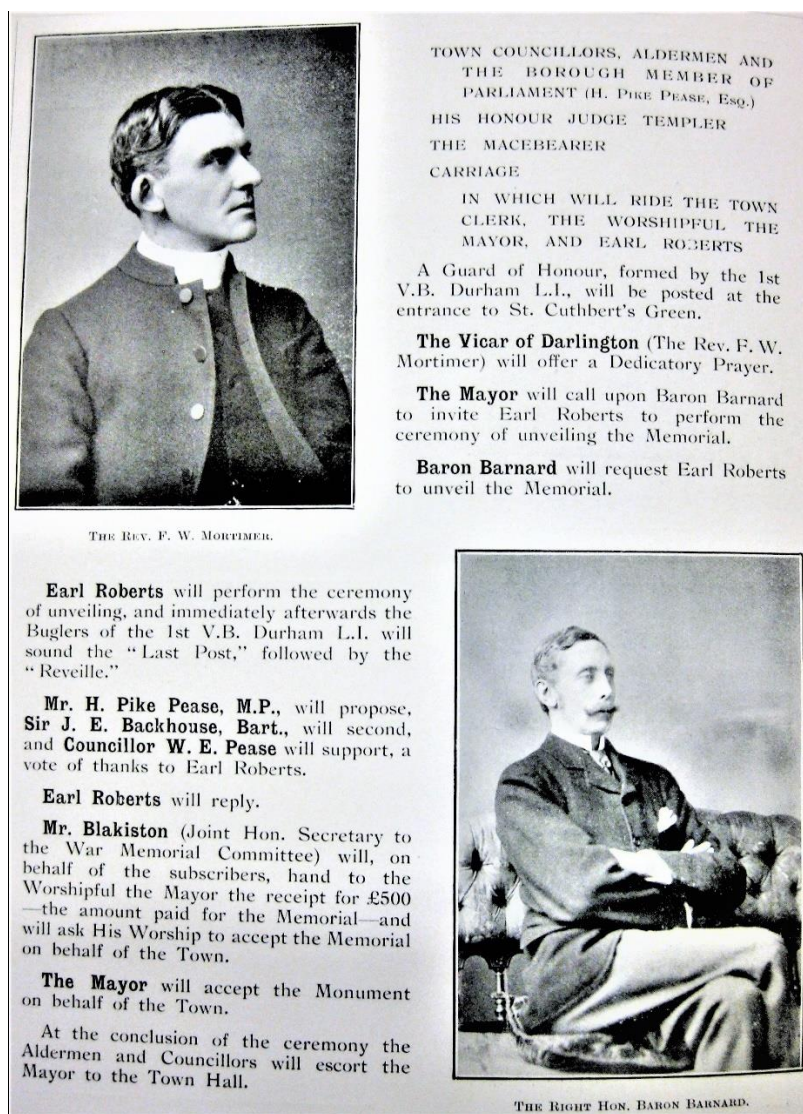 TOWN COUNCILLORS, ALDERMEN AND
THE BOROUGH MEMBER OF
PARLIAMENT (H. PIKE PEASE, ESQ.)
HIS HONOUR JUDGE TEMPLER
THE MACEBEARER
CARRIAGE
IN WHICH WILL RIDE THE TOWN
CLERK, THE WORSHIPFUL THE
MAYOR, AND EARL ROBERTS
A Guard of Honour, formed by the 1st
V.B. Durham L.I., will be posted at the
entrance to St. Cuthbert's Green.
The Vicar of Darlington (The Rev. F. W.
Mortimer) will offer a Dedicatory Prayer.
The Mayor will call upon Baron Barnard
to invite Earl Roberts to perform the
ceremony of unveiling the Memorial.
Baron Barnard will request Earl Roberts
to unveil the Memorial.
THE REV. F. W. MORTIMER.
Earl Roberts will perform the ceremony
of unveiling, and immediately afterwards the
Buglers of the 1st V.B. Durham L.I. will
sound the "Last Post," followed by the
"Reveille."
Mr. H. Pike Pease, M.P., will propose,
Sir J. E. Backhouse, Bart., will second,
and Councillor W. E. Pease will support, a
vote of thanks to Earl Roberts.
Earl Roberts will reply.
Mr. Blakiston (Joint Hon. Secretary to
the War Memorial Committee) will, on
behalf of the subscribers, hand to the
Worshipful the Mayor the receipt for £500
—the amount paid for the Memorial—and
will ask His Worship to accept the Memorial
on behalf of the Town.
The Mayor will accept the Monument
on behalf of the Town.
At the conclusion of the ceremony the
Aldermen and Councillors will escort the
Mayor to the Town Hall.
THE RIGHT HON. BARON BARNARD.